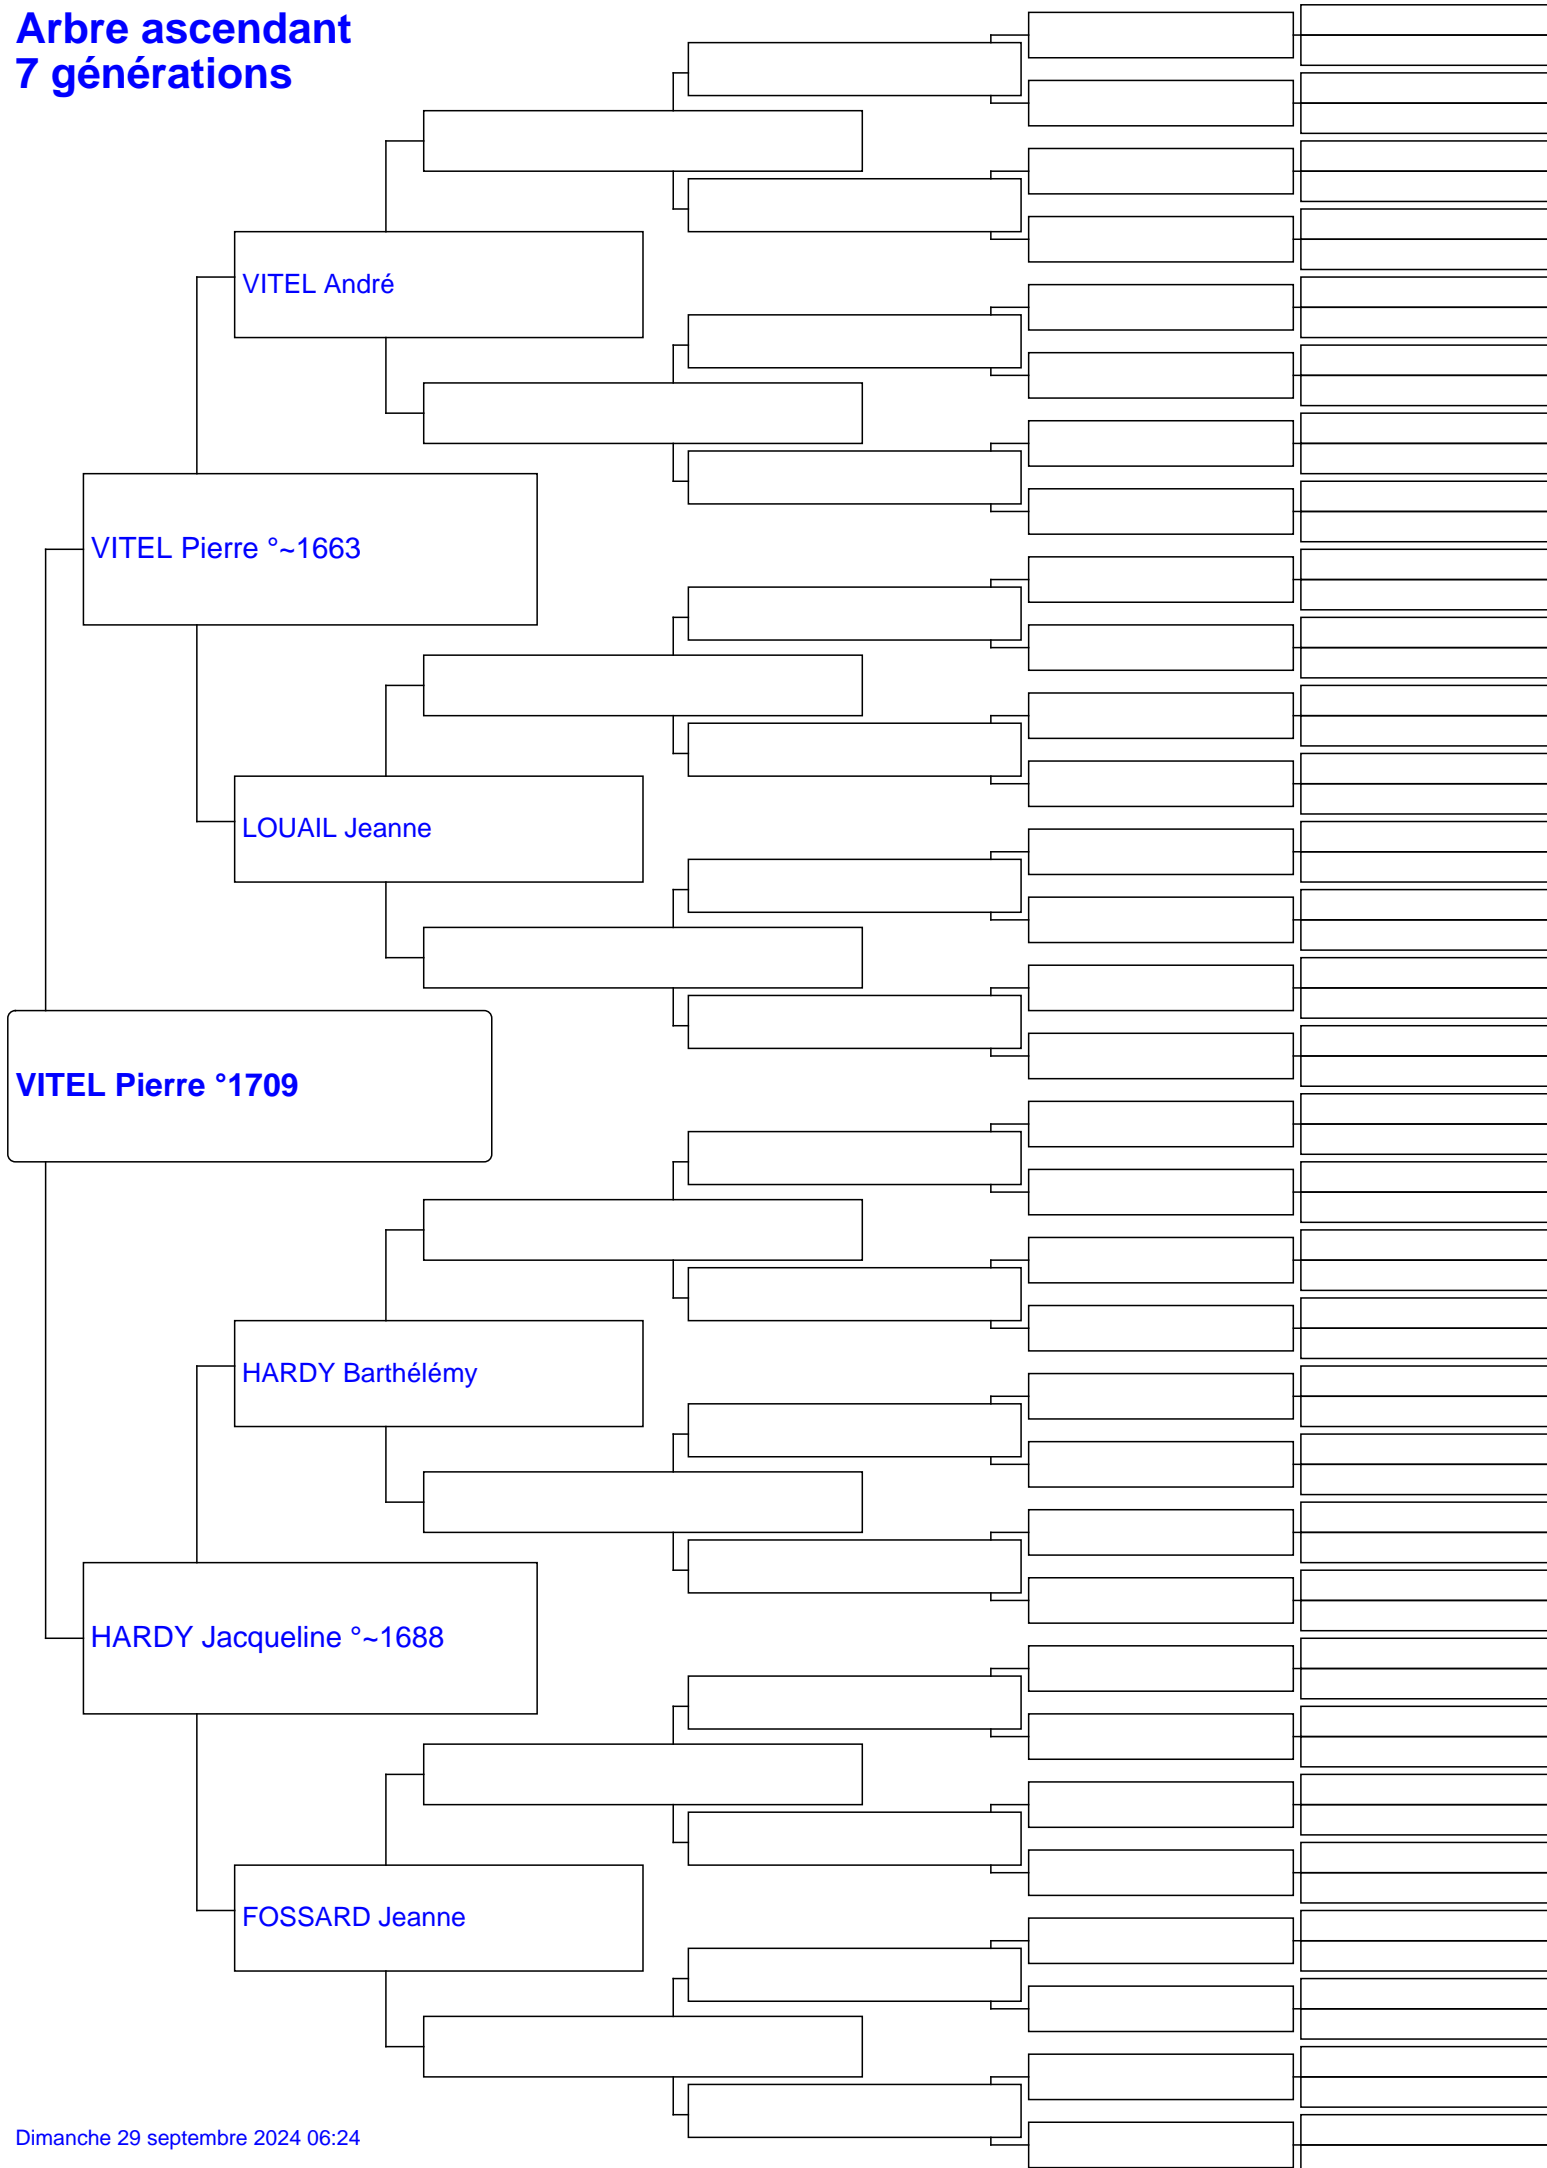 Arbre ascendant
7 générations
VITEL André
VITEL Pierre °~1663
LOUAIL Jeanne
VITEL Pierre °1709
HARDY Barthélémy
HARDY Jacqueline °~1688
FOSSARD Jeanne
Dimanche 29 septembre 2024 06:24